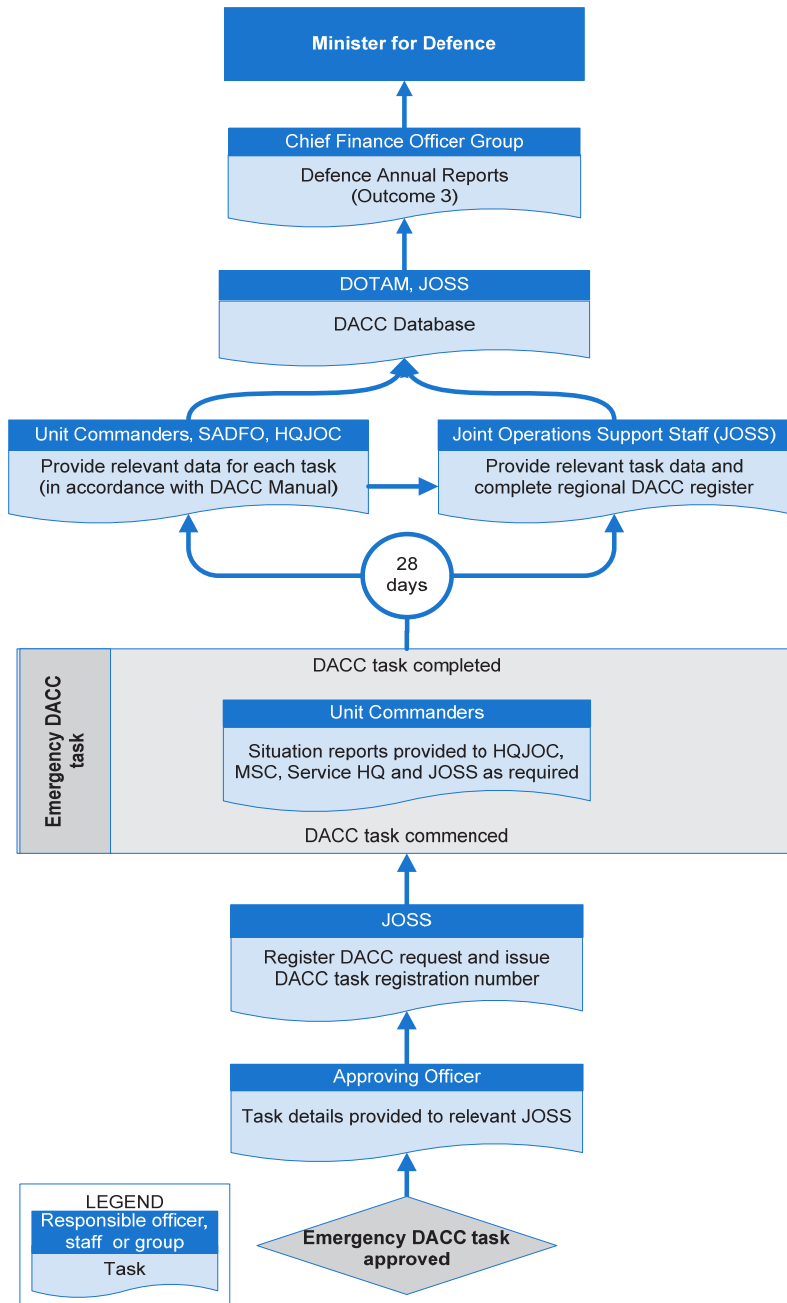 Minister for Defence
Chief Finance Officer Group
Defence Annual Reports
(Outcome 3)
DOTAM, JOSS
DACC Database
Unit Commanders, SADFO, HQJOC
Provide relevant data for each task
(in accordance with DACC Manual)
Joint Operations Support Staff (JOSS)
Provide relevant task data and
complete regional DACC register
28
days
Emergency DACC
task
DACC task completed
Unit Commanders
Situation reports provided to HQJOC,
MSC, Service HQ and JOSS as required
DACC task commenced
JOSS
Register DACC request and issue
DACC task registration number
Approving Officer
Task details provided to relevant JOSS
Emergency DACC task
approved
LEGEND
Responsible officer,
staff or group
Task